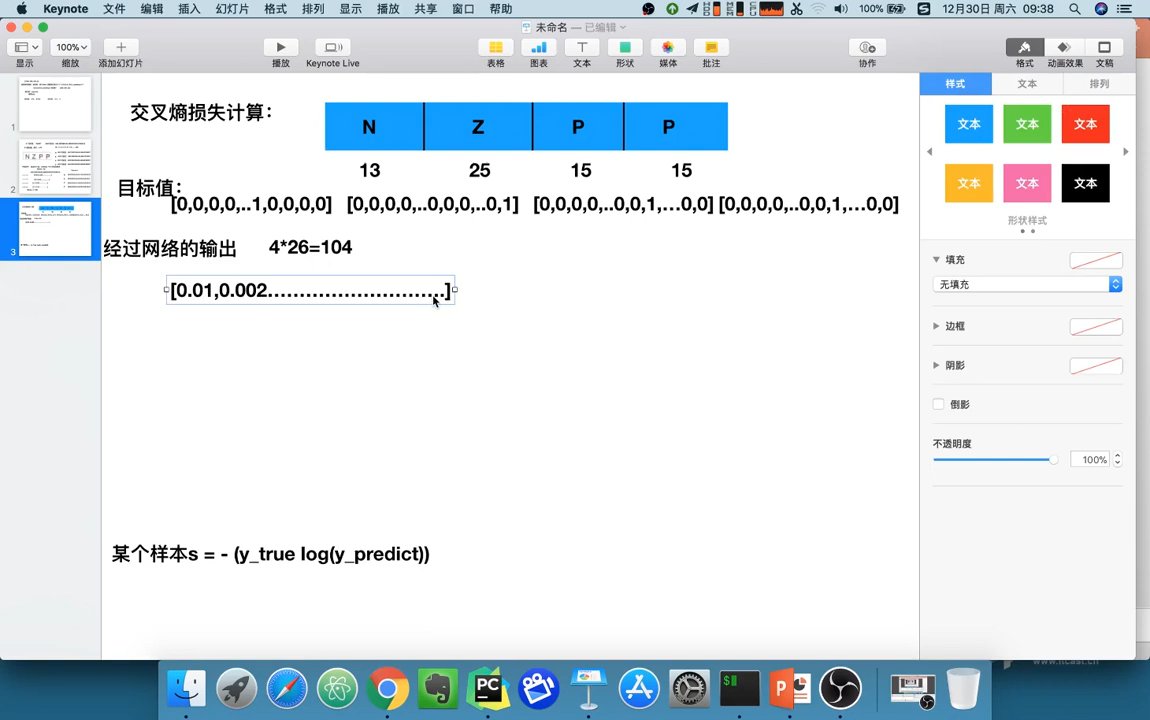 Keynote 文件 编辑 插入 幻灯片 格式 排列 显示 播放 共享 窗口 帮助 100% 12月30日 周六 09:38
未命名 — 已编辑
100%
显示 缩放 添加幻灯片 播放 Keynote Live 表格 图表 文本 形状 媒体 批注 协作 格式 动画效果 文稿
样式 文本 排列
1
2
3
交叉熵损失计算：
N Z P P
13 25 15 15
目标值：
[0,0,0,0,..1,0,0,0,0] [0,0,0,0,..0,0,0,..0,1] [0,0,0,0,..0,0,1,…0,0] [0,0,0,0,..0,0,1,…0,0]
经过网络的输出 4*26=104
[0.01,0.002............................]
某个样本s = - (y_true log(y_predict))
文本 文本 文本
文本 文本 文本
形状样式
填充
无填充
边框
阴影
倒影
不透明度
100%
PC
www.itcast.cn